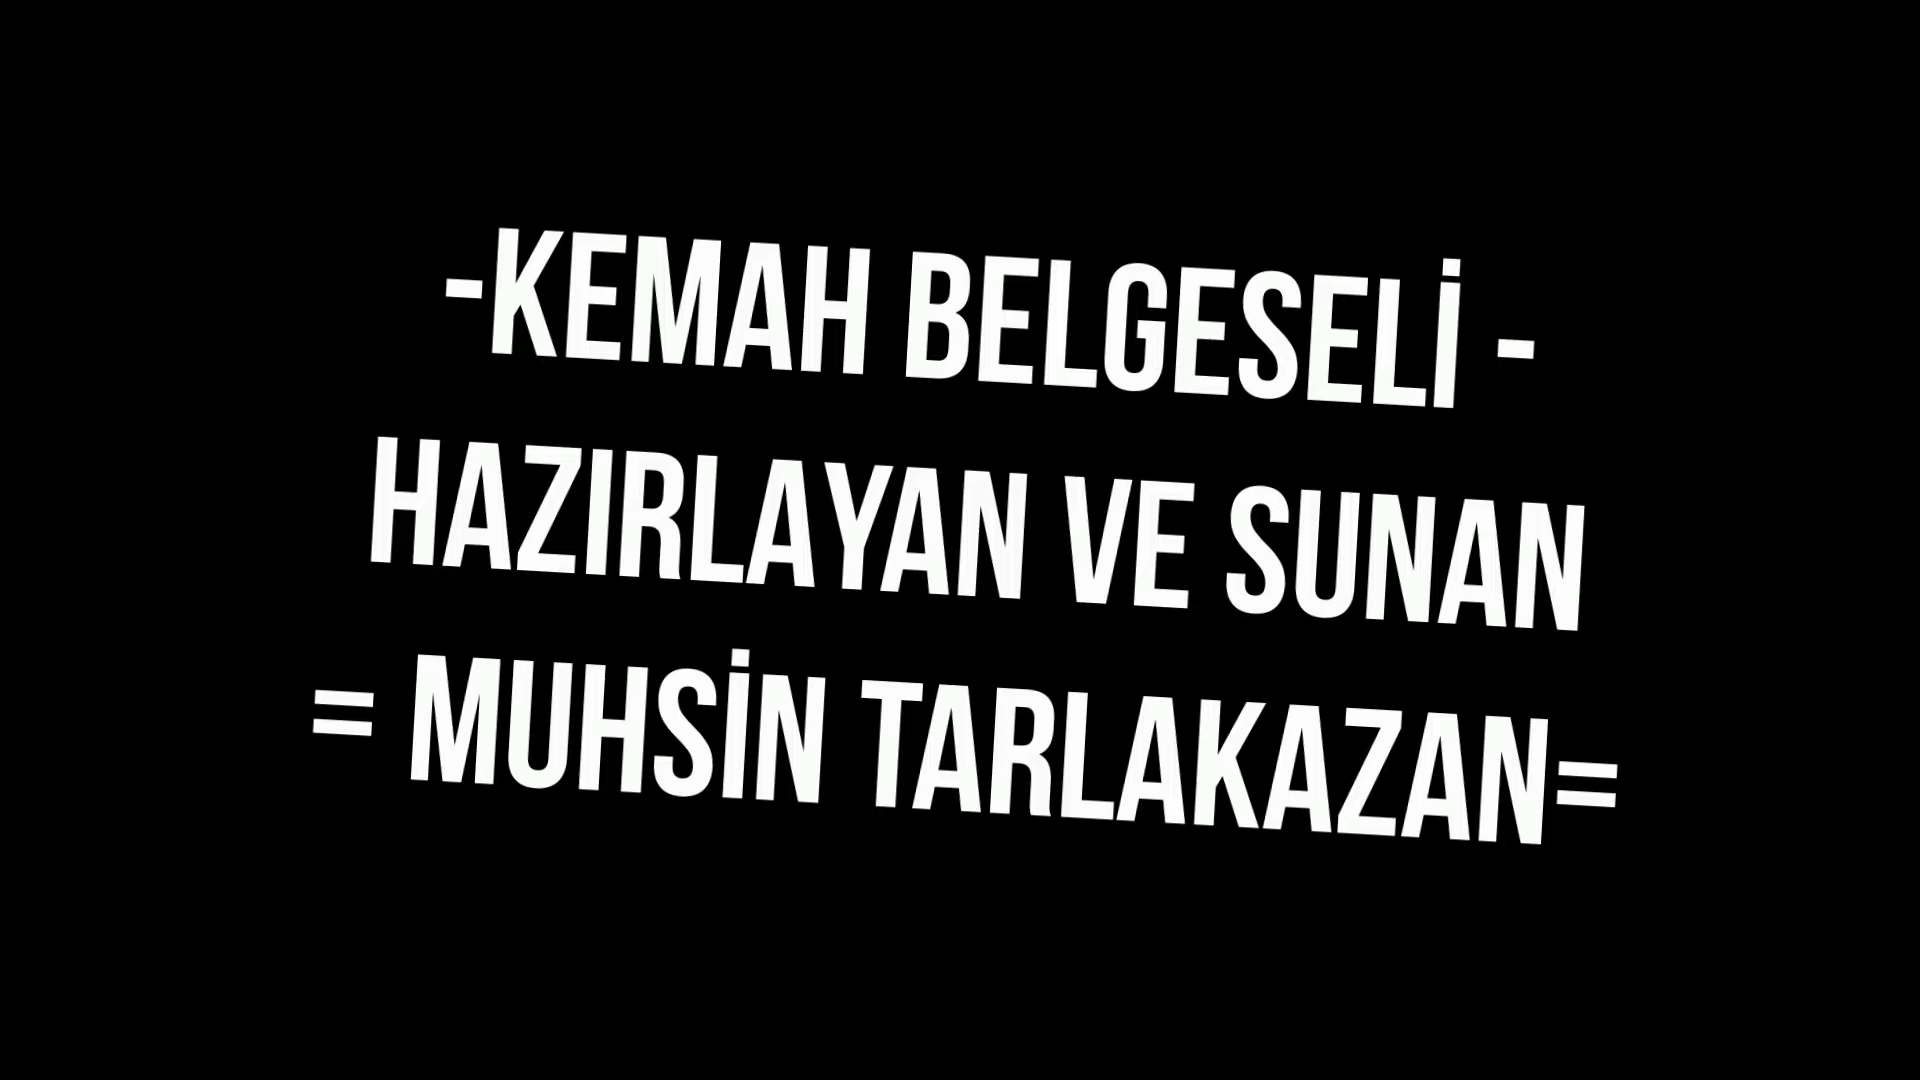 -KEMAH BELGESELİ -
HAZIRLAYAN VE SUNAN
= MUHSİN TARLAKAZAN=